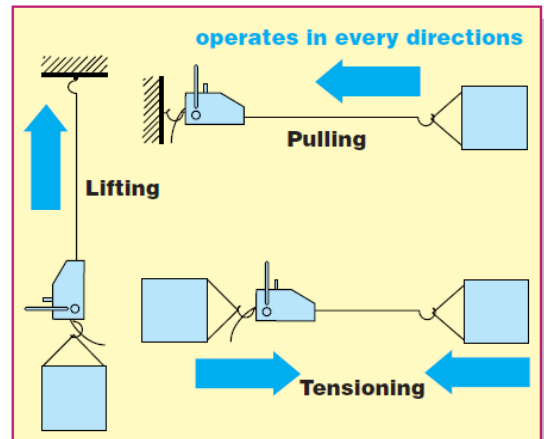 operates in every directions
Pulling
Lifting
Tensioning